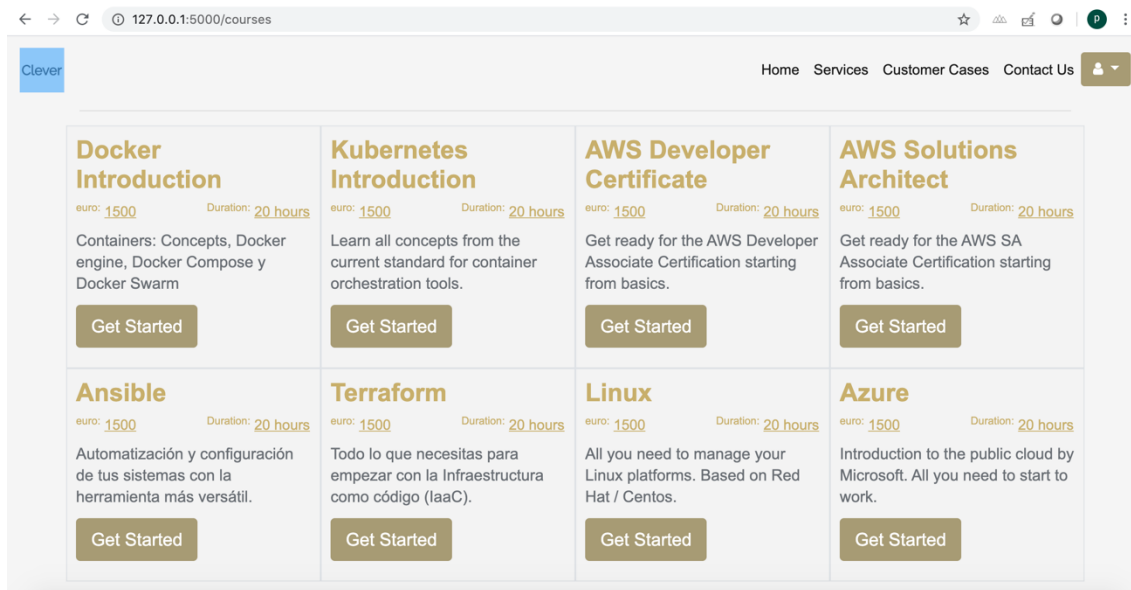 127.0.0.1:5000/courses
P
Clever
Home Services Customer Cases Contact Us
Docker
Introduction
euro: 1500 Duration: 20 hours
Containers: Concepts, Docker
engine, Docker Compose y
Docker Swarm
Get Started
Kubernetes
Introduction
euro: 1500 Duration: 20 hours
Learn all concepts from the
current standard for container
orchestration tools.
Get Started
AWS Developer
Certificate
euro: 1500 Duration: 20 hours
Get ready for the AWS Developer
Associate Certification starting
from basics.
Get Started
AWS Solutions
Architect
euro: 1500 Duration: 20 hours
Get ready for the AWS SA
Associate Certification starting
from basics.
Get Started
Ansible
euro: 1500 Duration: 20 hours
Automatización y configuración
de tus sistemas con la
herramienta más versátil.
Get Started
Terraform
euro: 1500 Duration: 20 hours
Todo lo que necesitas para
empezar con la Infraestructura
como código (IaaC).
Get Started
Linux
euro: 1500 Duration: 20 hours
All you need to manage your
Linux platforms. Based on Red
Hat / Centos.
Get Started
Azure
euro: 1500 Duration: 20 hours
Introduction to the public cloud by
Microsoft. All you need to start to
work.
Get Started